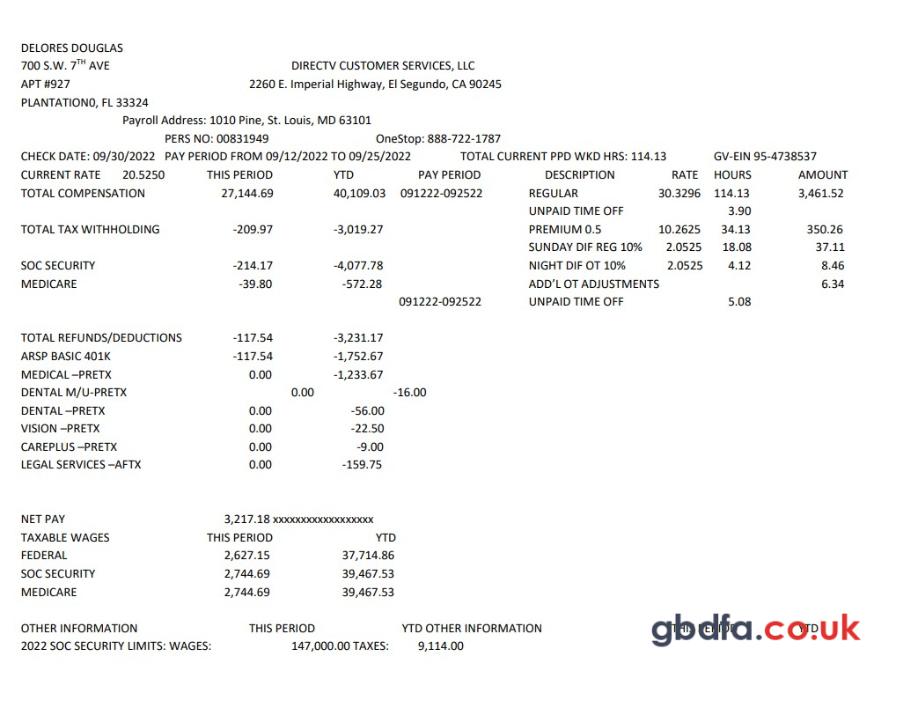 DELORES DOUGLAS
700 S.W. 7TH AVE DIRECTV CUSTOMER SERVICES, LLC
APT #927 2260 E. Imperial Highway, El Segundo, CA 90245
PLANTATION0, FL 33324
Payroll Address: 1010 Pine, St. Louis, MD 63101
PERS NO: 00831949 OneStop: 888-722-1787
CHECK DATE: 09/30/2022 PAY PERIOD FROM 09/12/2022 TO 09/25/2022 TOTAL CURRENT PPD WKD HRS: 114.13 GV-EIN 95-4738537
CURRENT RATE 20.5250 THIS PERIOD YTD PAY PERIOD DESCRIPTION RATE HOURS AMOUNT
TOTAL COMPENSATION 27,144.69 40,109.03 091222-092522 REGULAR 30.3296 114.13 3,461.52
UNPAID TIME OFF 3.90
TOTAL TAX WITHHOLDING -209.97 -3,019.27 PREMIUM 0.5 10.2625 34.13 350.26
SUNDAY DIF REG 10% 2.0525 18.08 37.11
SOC SECURITY -214.17 -4,077.78 NIGHT DIF OT 10% 2.0525 4.12 8.46
MEDICARE -39.80 -572.28 ADD'L OT ADJUSTMENTS 6.34
091222-092522 UNPAID TIME OFF 5.08
TOTAL REFUNDS/DEDUCTIONS -117.54 -3,231.17
ARSP BASIC 401K -117.54 -1,752.67
MEDICAL –PRETX 0.00 -1,233.67
DENTAL M/U-PRETX 0.00 -16.00
DENTAL –PRETX 0.00 -56.00
VISION –PRETX 0.00 -22.50
CAREPLUS –PRETX 0.00 -9.00
LEGAL SERVICES –AFTX 0.00 -159.75
NET PAY 3,217.18 xxxxxxxxxxxxxxxxxx
TAXABLE WAGES THIS PERIOD YTD
FEDERAL 2,627.15 37,714.86
SOC SECURITY 2,744.69 39,467.53
MEDICARE 2,744.69 39,467.53
OTHER INFORMATION THIS PERIOD YTD OTHER INFORMATION THIS PERIOD YTD
gbdfa.co.uk
2022 SOC SECURITY LIMITS: WAGES: 147,000.00 TAXES: 9,114.00